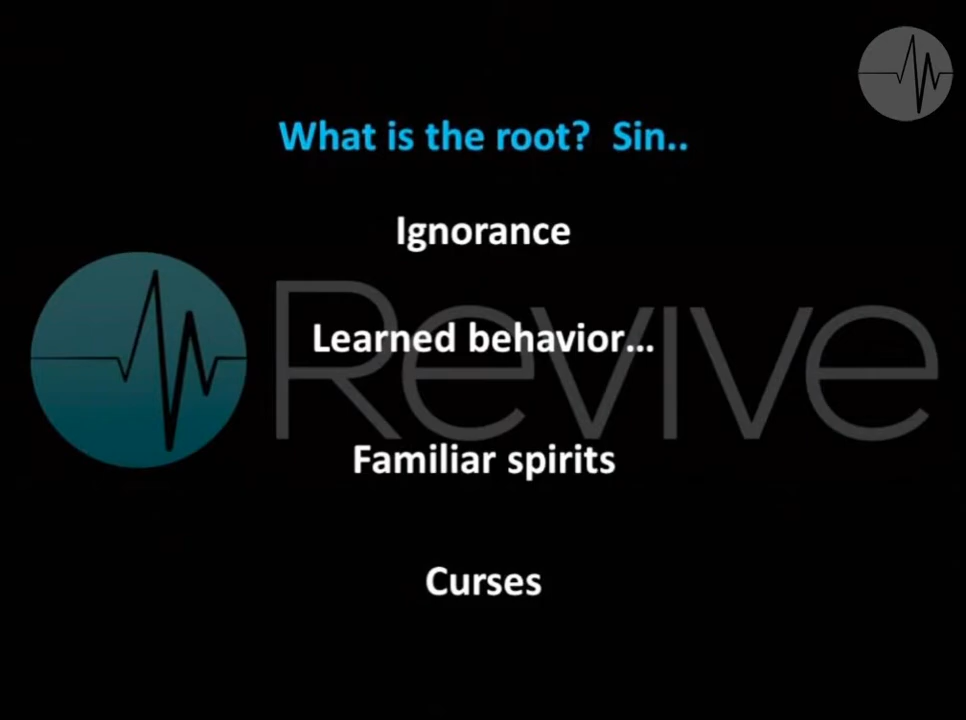 What is the root?  Sin..
Ignorance
Revive
Learned behavior...
Familiar spirits
Curses